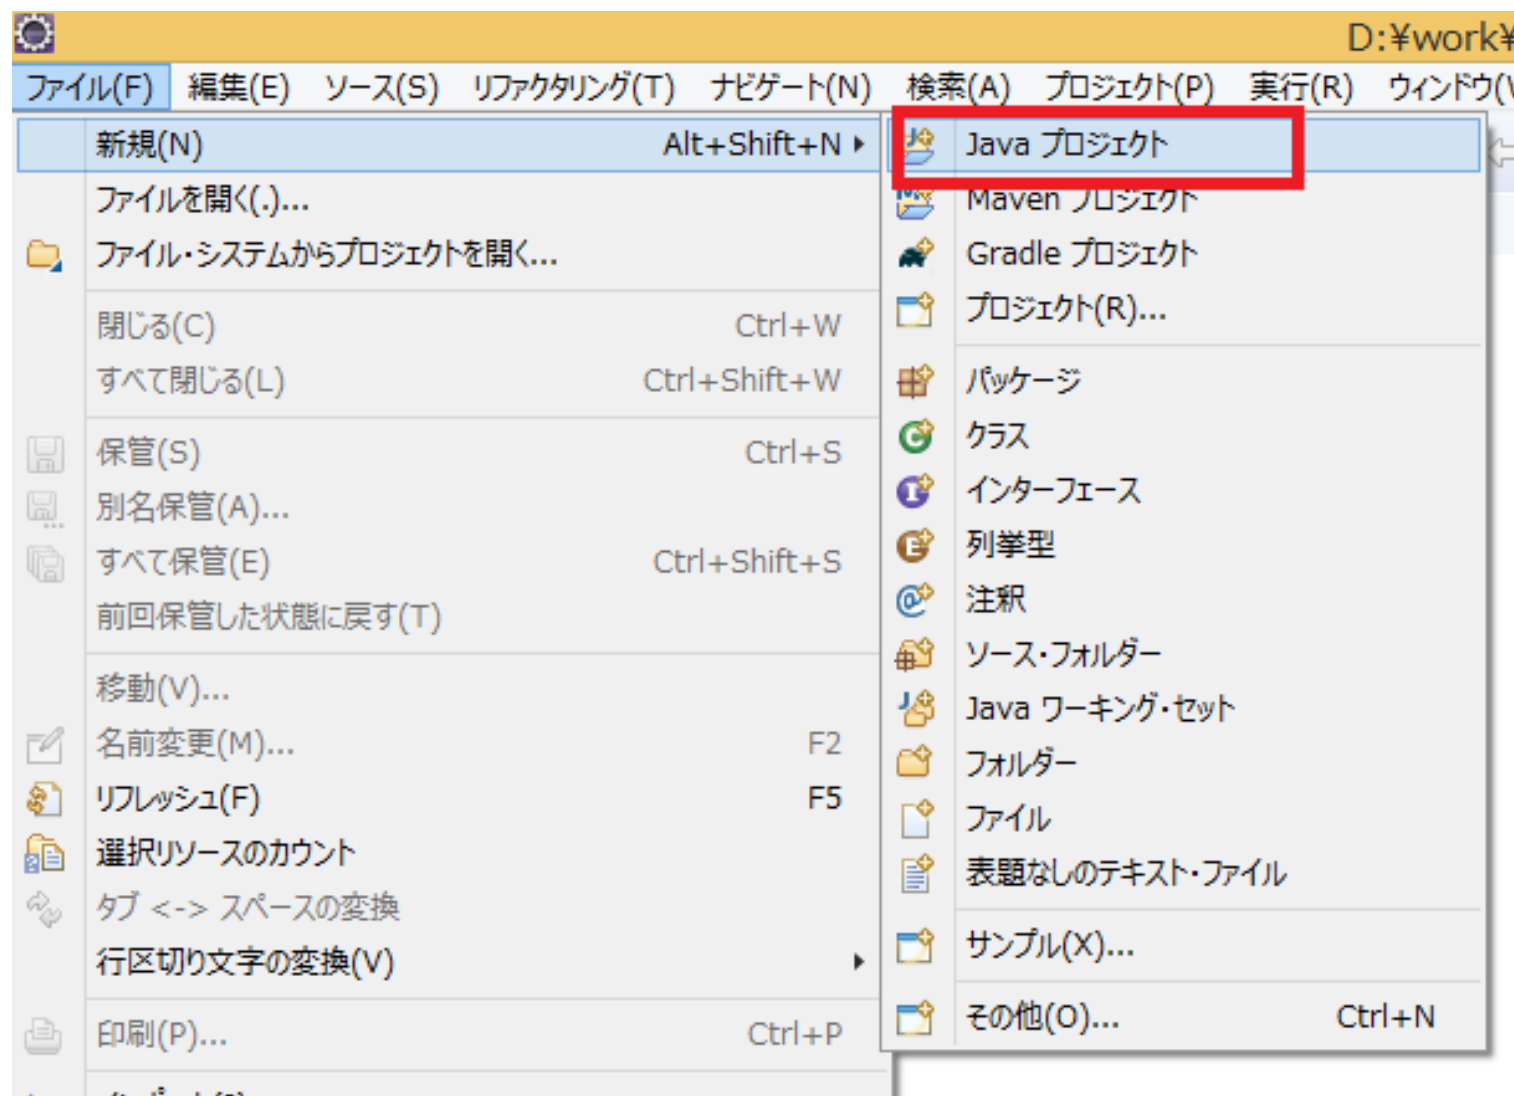 D:¥work¥
ファイル(F) 編集(E) ソース(S) リファクタリング(T) ナビゲート(N) 検索(A) プロジェクト(P) 実行(R) ウィンドウ(
新規(N) Alt+Shift+N
ファイルを開く(.)...
ファイル・システムからプロジェクトを開く...
閉じる(C) Ctrl+W
すべて閉じる(L) Ctrl+Shift+W
保管(S) Ctrl+S
別名保管(A)...
すべて保管(E) Ctrl+Shift+S
前回保管した状態に戻す(T)
移動(V)...
名前変更(M)... F2
リフレッシュ(F) F5
選択リソースのカウント
タブ <-> スペースの変換
行区切り文字の変換(V)
印刷(P)... Ctrl+P
Java プロジェクト
Maven プロジェクト
Gradle プロジェクト
プロジェクト(R)...
パッケージ
クラス
インターフェース
列挙型
注釈
ソース・フォルダー
Java ワーキング・セット
フォルダー
ファイル
表題なしのテキスト・ファイル
サンプル(X)...
その他(O)... Ctrl+N